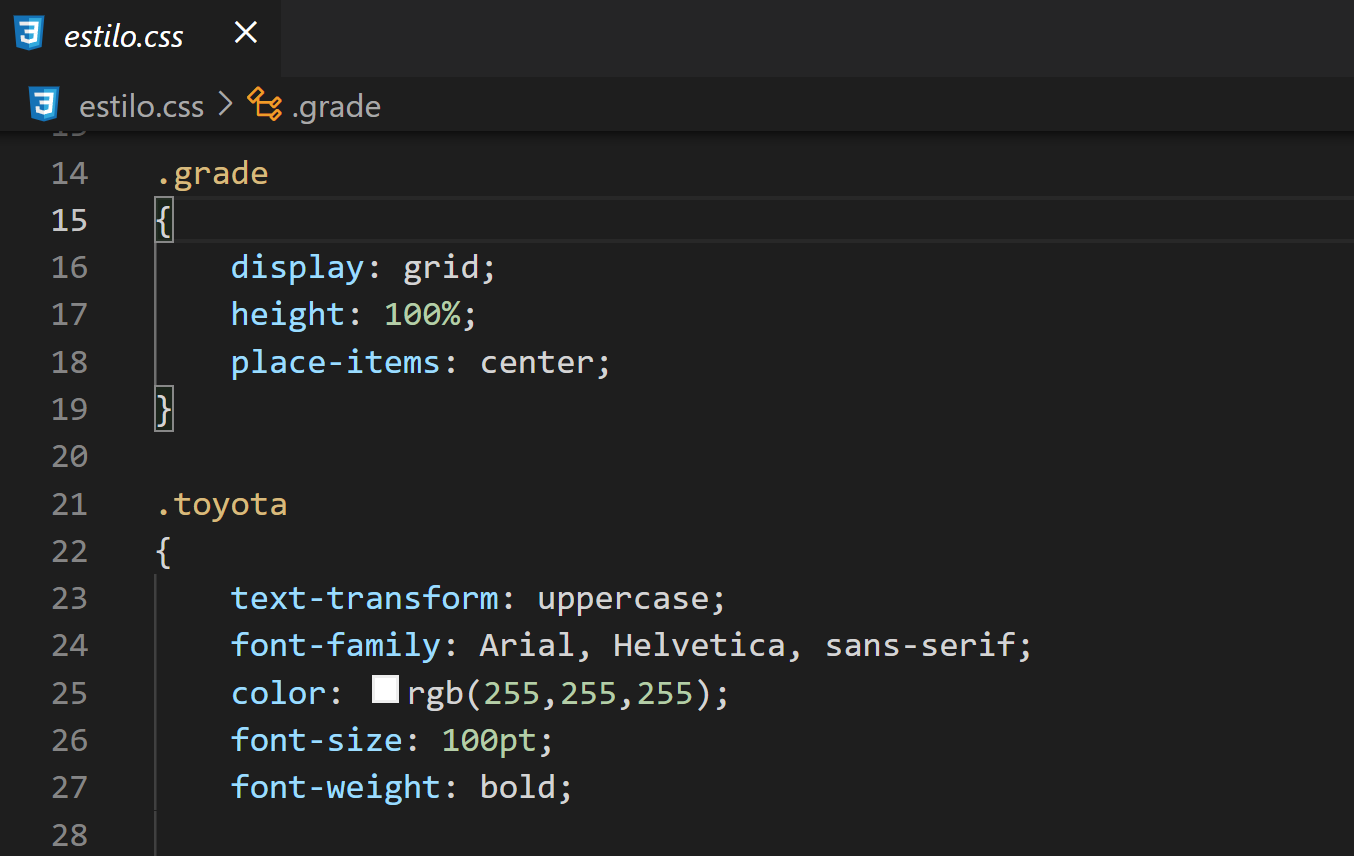 estilo.css
estilo.css > .grade
14 .grade
15 {
16 display: grid;
17 height: 100%;
18 place-items: center;
19 }
20
21 .toyota
22 {
23 text-transform: uppercase;
24 font-family: Arial, Helvetica, sans-serif;
25 color: rgb(255,255,255);
26 font-size: 100pt;
27 font-weight: bold;
28